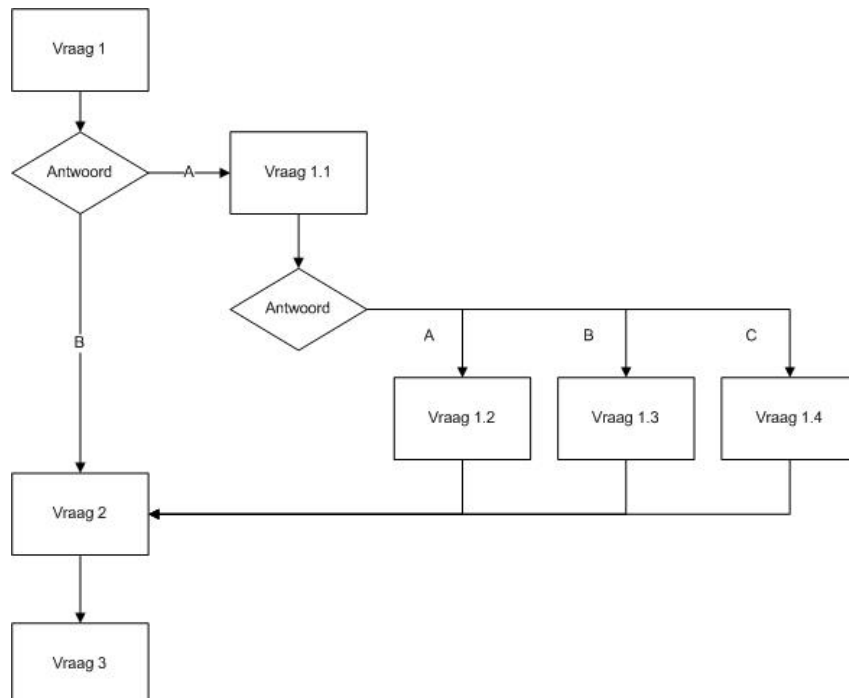 Vraag 1
Antwoord
A
Vraag 1.1
Antwoord
B
A
B
C
Vraag 1.2
Vraag 1.3
Vraag 1.4
Vraag 2
Vraag 3